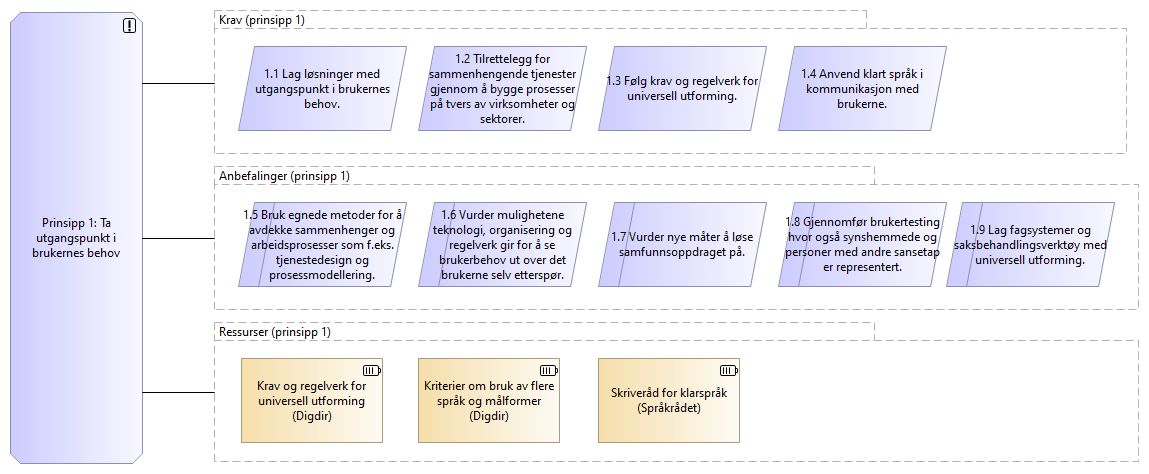 Prinsipp 1: Ta
utgangspunkt i
brukernes behov
Krav (prinsipp 1)
1.1 Lag løsninger med
utgangspunkt i brukernes
behov.
1.2 Tilrettelegg for
sammenhengende tjenester
gjennom å bygge prosesser
på tvers av virksomheter og
sektorer.
1.3 Følg krav og regelverk for
universell utforming.
1.4 Anvend klart språk i
kommunikasjon med
brukerne.
Anbefalinger (prinsipp 1)
1.5 Bruk egnede metoder for å
avdekke sammenhenger og
arbeidsprosesser som f.eks.
tjenestedesign og
prosessmodellering.
1.6 Vurder mulighetene
teknologi, organisering og
regelverk gir for å se
brukerbehov ut over det
brukerne selv etterspør.
1.7 Vurder nye måter å løse
samfunnsoppdraget på.
1.8 Gjennomfør brukertesting
hvor også synshemmede og
personer med andre sansetap
er representert.
1.9 Lag fagsystemer og
saksbehandlingsverktøy med
universell utforming.
Ressurser (prinsipp 1)
Krav og regelverk for
universell utforming
(Digdir)
Kriterier om bruk av flere
språk og målformer
(Digdir)
Skriveråd for klarspråk
(Språkrådet)